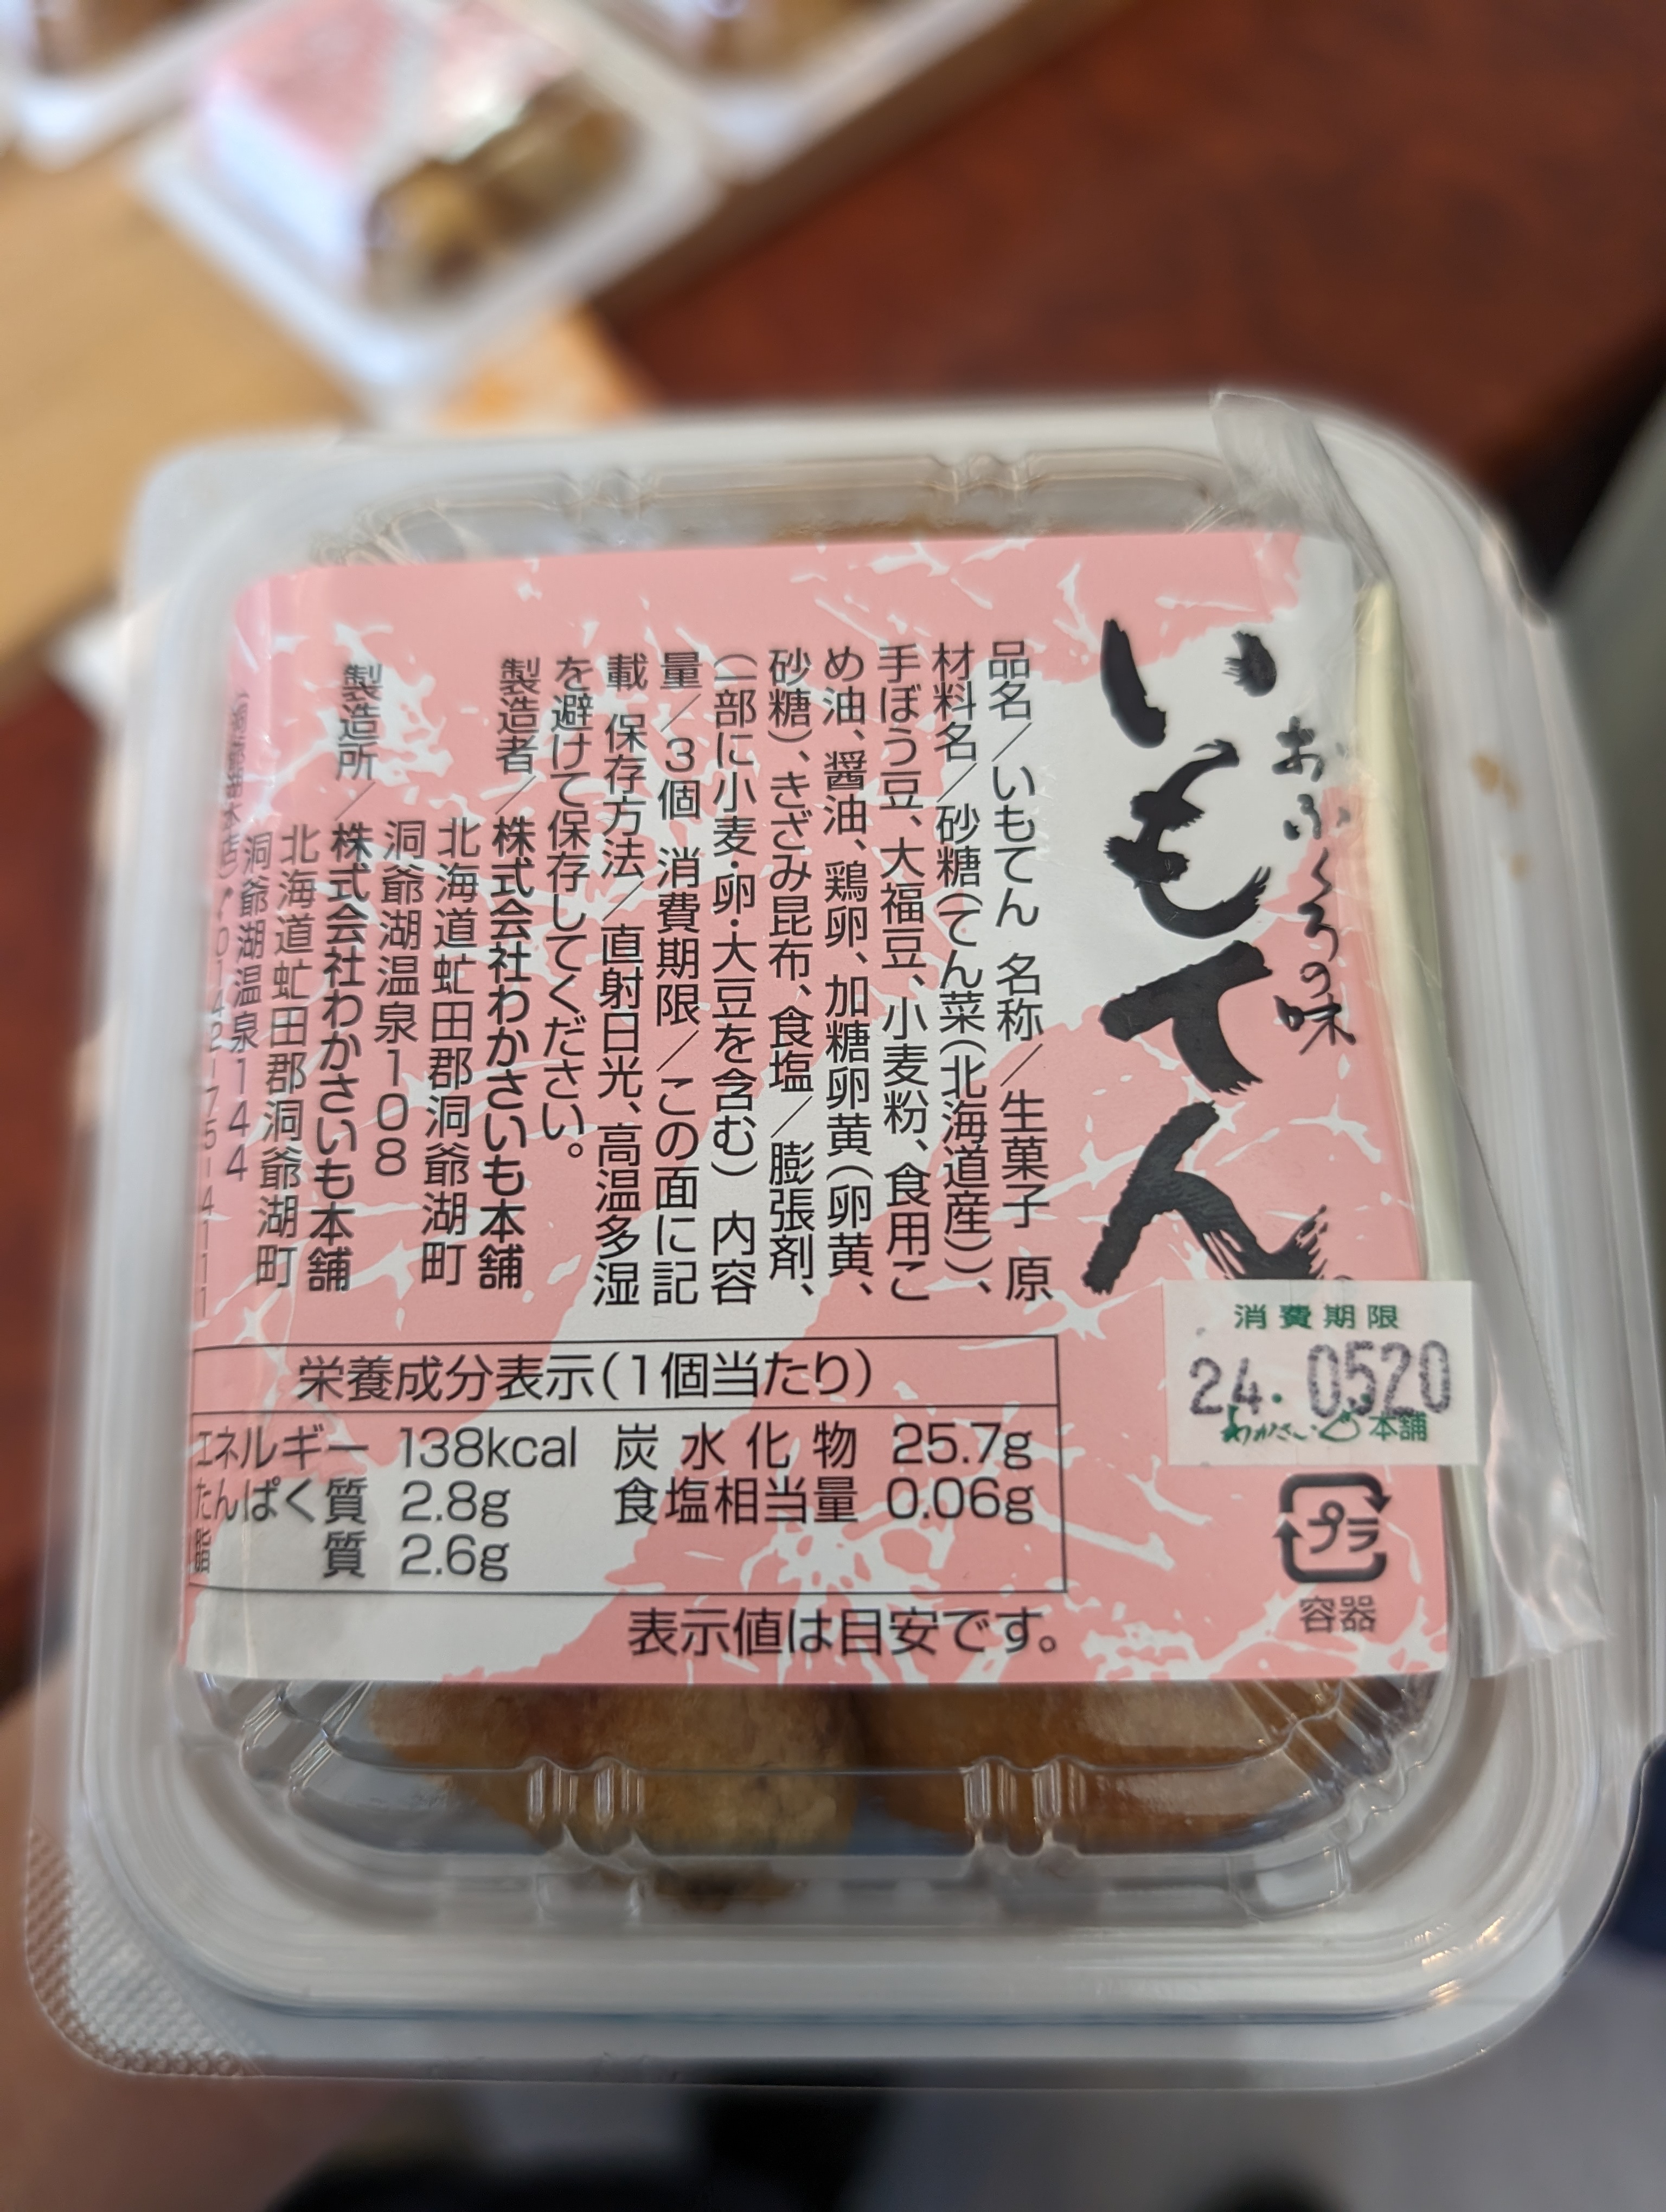 おふくろの味
いもてん
品名／いもてん 名称／生菓子 原
材料名／砂糖(てん菜(北海道産))、
手ぼう豆、大福豆、小麦粉、食用こ
め油、醤油、鶏卵、加糖卵黄(卵黄、
砂糖)、きざみ昆布、食塩／膨張剤、
(一部に小麦・卵・大豆を含む) 内容
量／3個 消費期限／この面に記
載 保存方法／直射日光、高温多湿
を避けて保存してください。
製造者／株式会社わかさいも本舗
北海道虻田郡洞爺湖町
洞爺湖温泉108
製造所／株式会社わかさいも本舗
北海道虻田郡洞爺湖町
洞爺湖温泉144
0142-75-4111
消費期限
24.0520
わかさいも本舗
プラ
容器
栄養成分表示(1個当たり)
エネルギー 138kcal 炭水化物 25.7g
たんぱく質 2.8g 食塩相当量 0.06g
脂質 2.6g
表示値は目安です。